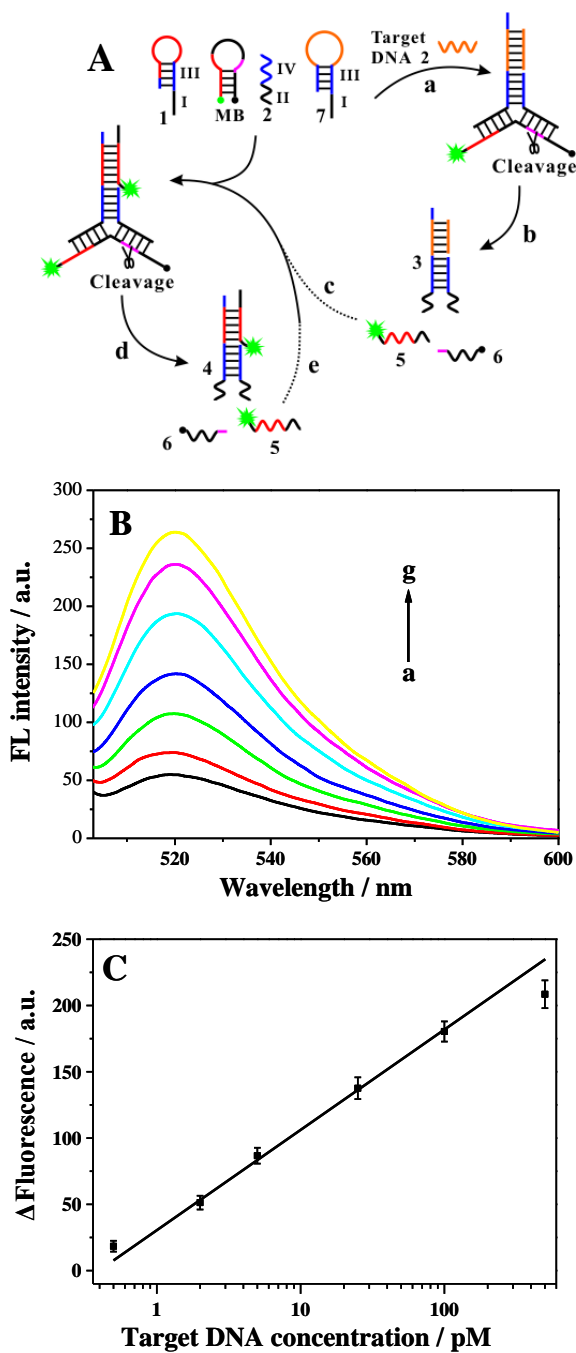 A
Target
DNA 2
a
III
I
1
MB
IV
II
2
III
I
7
Cleavage
b
3
c
5
6
Cleavage
d
4
e
6
5
B
g
a
FL intensity / a.u.
300
250
200
150
100
50
0
520 540 560 580 600
Wavelength / nm
C
ΔFluorescence / a.u.
250
200
150
100
50
0
1 10 100
Target DNA concentration / pM